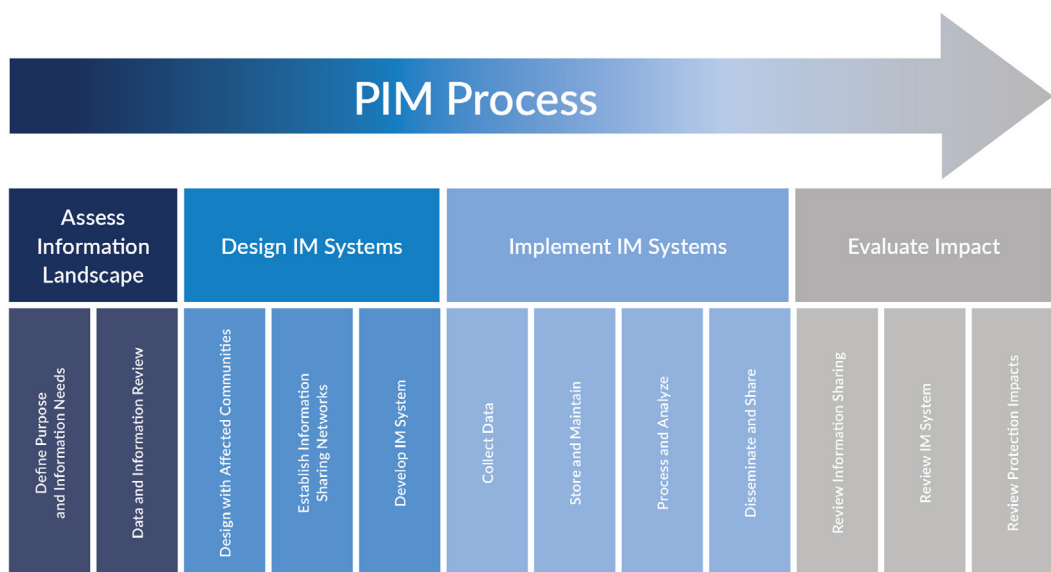 PIM Process
Assess
Information
Landscape
Design IM Systems
Implement IM Systems
Evaluate Impact
Define Purpose
and Information Needs
Data and Information Review
Design with Affected Communities
Establish Information
Sharing Networks
Develop IM System
Collect Data
Store and Maintain
Process and Analyze
Disseminate and Share
Review Information Sharing
Review IM System
Review Protection Impacts